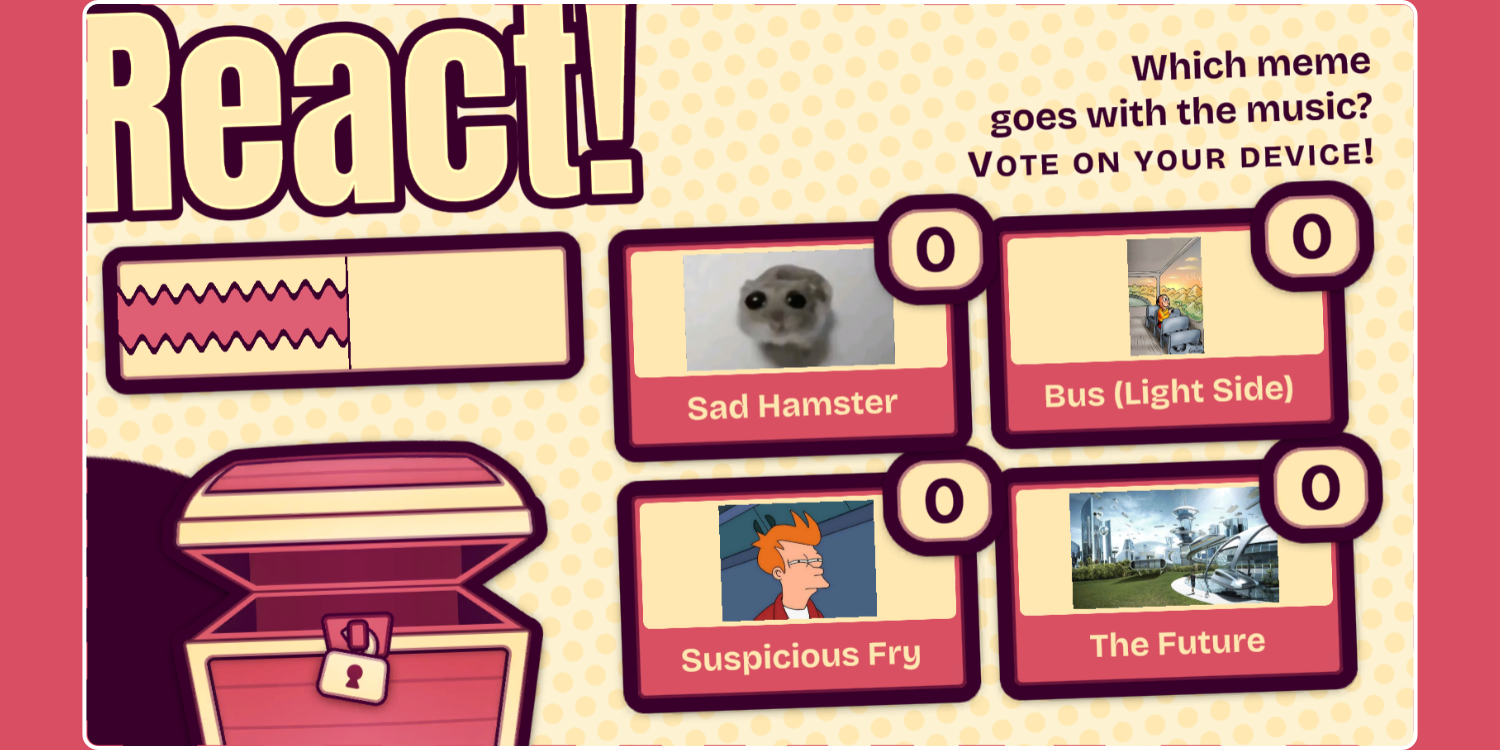 React!
Which meme
goes with the music?
VOTE ON YOUR DEVICE!
0
0
Sad Hamster
Bus (Light Side)
0
0
Suspicious Fry
The Future